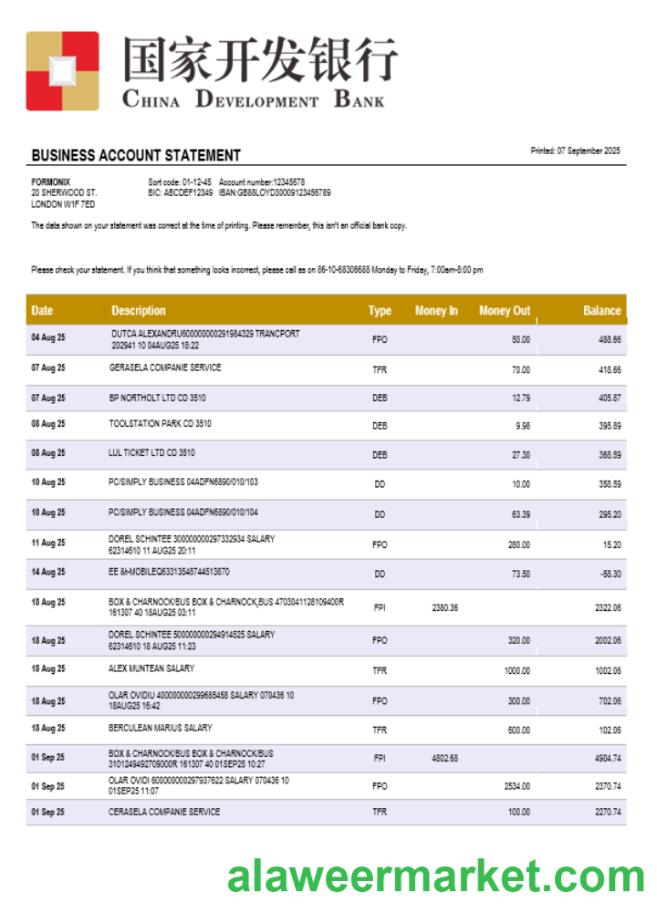 国家开发银行
CHINA DEVELOPMENT BANK
BUSINESS ACCOUNT STATEMENT
Printed: 07 September 2025
FORMONIX
Sort code: 01-12-45 Account number:12345678
20 SHERWOOD ST.
BIC: ABCDEF12349 IBAN:GB88LOYD30009123456789
LONDON W1F 7ED
The data shown on your statement was correct at the time of printing. Please remember, this isn't an official bank copy.
Please check your statement. If you think that something looks incorrect, please call as on 86-10-68306688 Monday to Friday, 7:00am-8:00 pm
Date Description Type Money In Money Out Balance
04 Aug 25 DUTCA ALEXANDRU600000000291984329 TRANCPORT
202941 10 04AUG25 18:22 FPO 50.00 488.66
07 Aug 25 GERASELA COMPANIE SERVICE TFR 70.00 418.66
07 Aug 25 BP NORTHOLT LTD CD 3510 DEB 12.79 405.87
08 Aug 25 TOOLSTATION PARK CD 3510 DEB 9.98 395.89
08 Aug 25 LUL TICKET LTD CD 3510 DEB 27.30 368.59
10 Aug 25 PC/SIMPLY BUSINESS 04ADFN6890/010/103 DD 10.00 358.59
10 Aug 25 PC/SIMPLY BUSINESS 04ADFN6890/010/104 DD 63.39 295.20
11 Aug 25 DOREL SCHINTEE 300000000297332934 SALARY
62314610 11 AUG25 20:11 FPO 280.00 15.20
14 Aug 25 EE &I-MOBILEQ63313548744513870 DD 73.50 -58.30
18 Aug 25 BOX & CHARNOCK/BUS BOX & CHARNOCK,BUS 4703041128109400R
161307 40 18AUG25 03:11 FPI 2380.36 2322.06
18 Aug 25 DOREL SCHINTEE 500000000294914525 SALARY
62314610 18 AUG25 11:23 FPO 320.00 2002.06
18 Aug 25 ALEX MUNTEAN SALARY TFR 1000.00 1002.06
18 Aug 25 OLAR OVIDIU 400000000299685458 SALARY 070436 10
18AUG25 16:42 FPO 300.00 702.06
18 Aug 25 BERCULEAN MARIUS SALARY TFR 600.00 102.06
01 Sep 25 BOX & CHARNOCK/BUS BOX & CHARNOCK/BUS
3101249492709000R 161307 40 01SEP25 10:27 FPI 4802.68 4904.74
01 Sep 25 OLAR OVIDI 600000000297937622 SALARY 070436 10
01SEP25 11:07 FPO 2534.00 2370.74
01 Sep 25 CERASELA COMPANIE SERVICE TFR 100.00 2270.74
alaweermarket.com